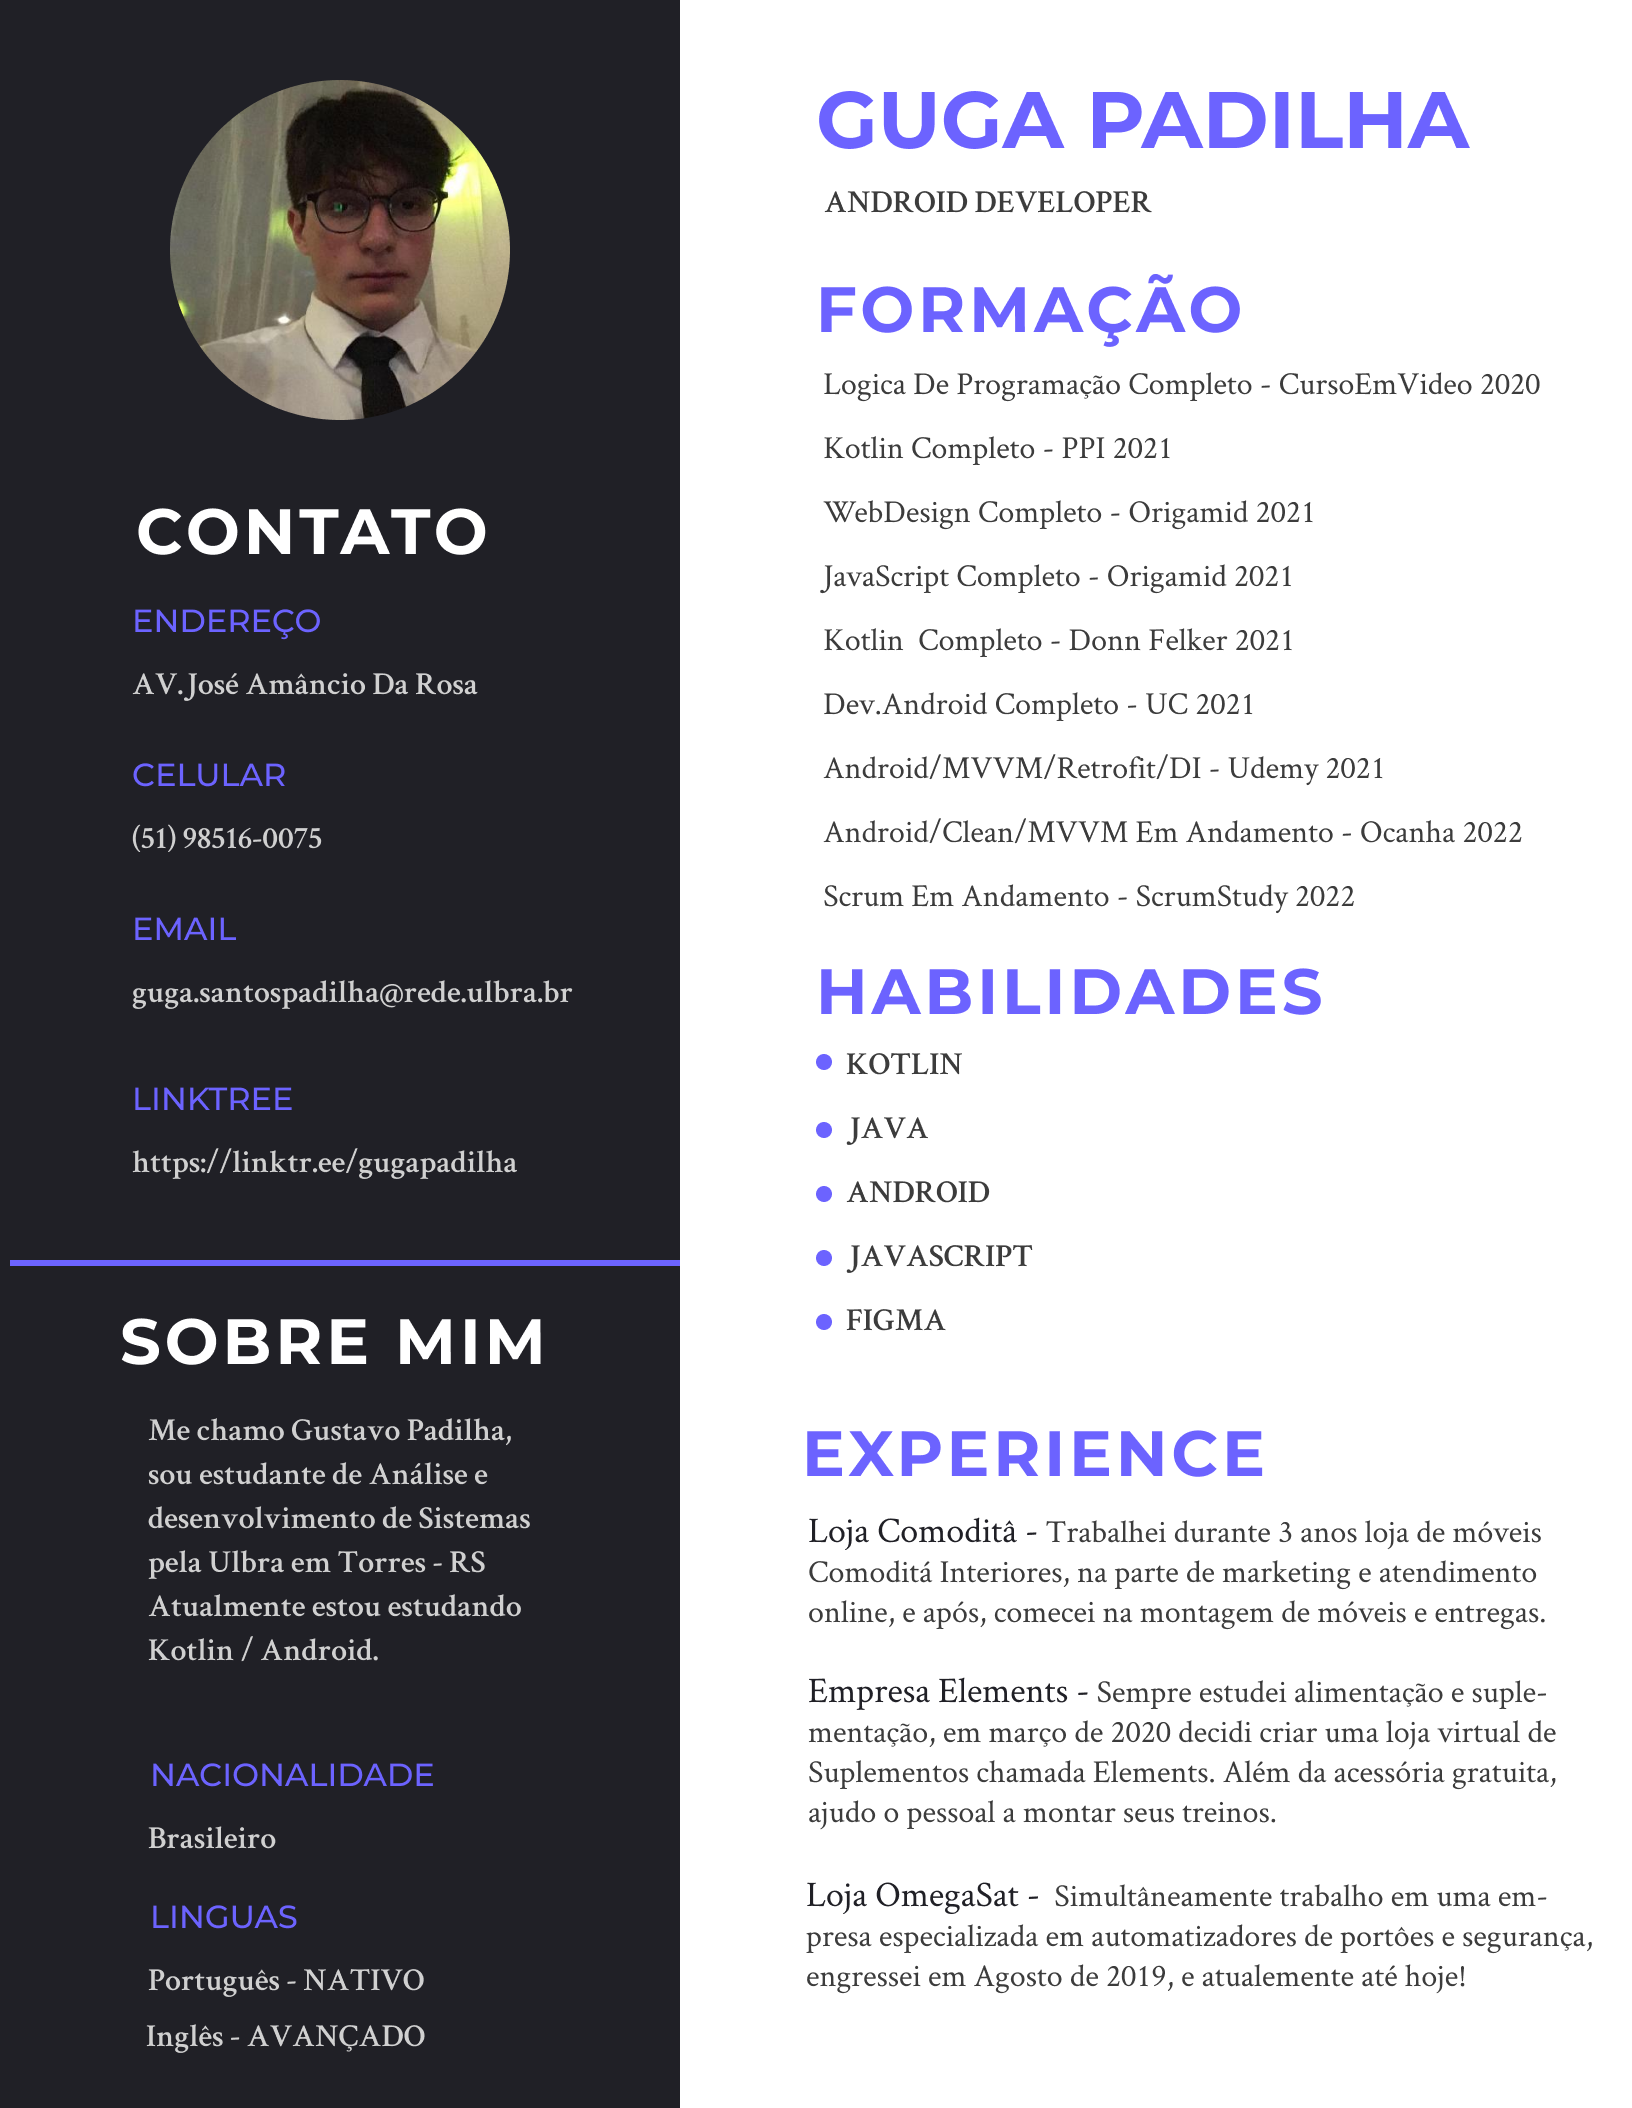 CONTATO
ENDEREÇO
AV.José Amâncio Da Rosa
CELULAR
(51) 98516-0075
EMAIL
guga.santospadilha@rede.ulbra.br
LINKTREE
https://linktr.ee/gugapadilha
SOBRE MIM
Me chamo Gustavo Padilha,
sou estudante de Análise e
desenvolvimento de Sistemas
pela Ulbra em Torres - RS
Atualmente estou estudando
Kotlin / Android.
NACIONALIDADE
Brasileiro
LINGUAS
Português - NATIVO
Inglês - AVANÇADO
GUGA PADILHA
ANDROID DEVELOPER
FORMAÇÃO
Logica De Programação Completo - CursoEmVideo 2020
Kotlin Completo - PPI 2021
WebDesign Completo - Origamid 2021
JavaScript Completo - Origamid 2021
Kotlin  Completo - Donn Felker 2021
Dev.Android Completo - UC 2021
Android/MVVM/Retrofit/DI - Udemy 2021
Android/Clean/MVVM Em Andamento - Ocanha 2022
Scrum Em Andamento - ScrumStudy 2022
HABILIDADES
KOTLIN
JAVA
ANDROID
JAVASCRIPT
FIGMA
EXPERIENCE
Loja Comoditâ - Trabalhei durante 3 anos loja de móveis
Comoditá Interiores, na parte de marketing e atendimento
online, e após, comecei na montagem de móveis e entregas.
Empresa Elements - Sempre estudei alimentação e suple-
mentação, em março de 2020 decidi criar uma loja virtual de
Suplementos chamada Elements. Além da acessória gratuita,
ajudo o pessoal a montar seus treinos.
Loja OmegaSat -  Simultâneamente trabalho em uma em-
presa especializada em automatizadores de portôes e segurança,
engressei em Agosto de 2019, e atualemente até hoje!